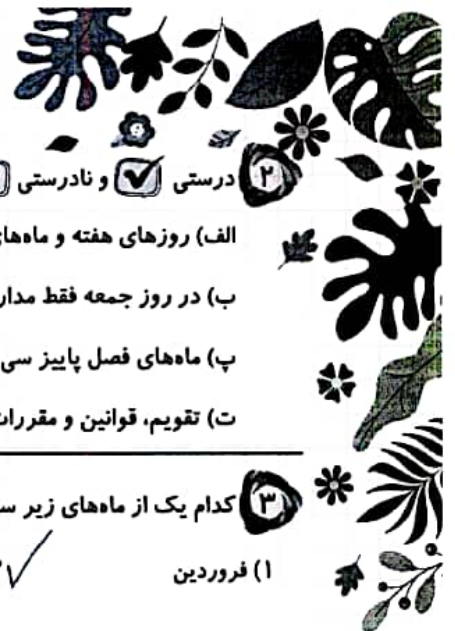 ۲ درستی ✔ و نادرستی
الف) روزهای هفته و ماه‌های
ب) در روز جمعه فقط مدار
پ) ماه‌های فصل پاییز سی
ت) تقویم، قوانین و مقررات
۳ کدام یک از ماه‌های زیر س
۱) فروردین ✓